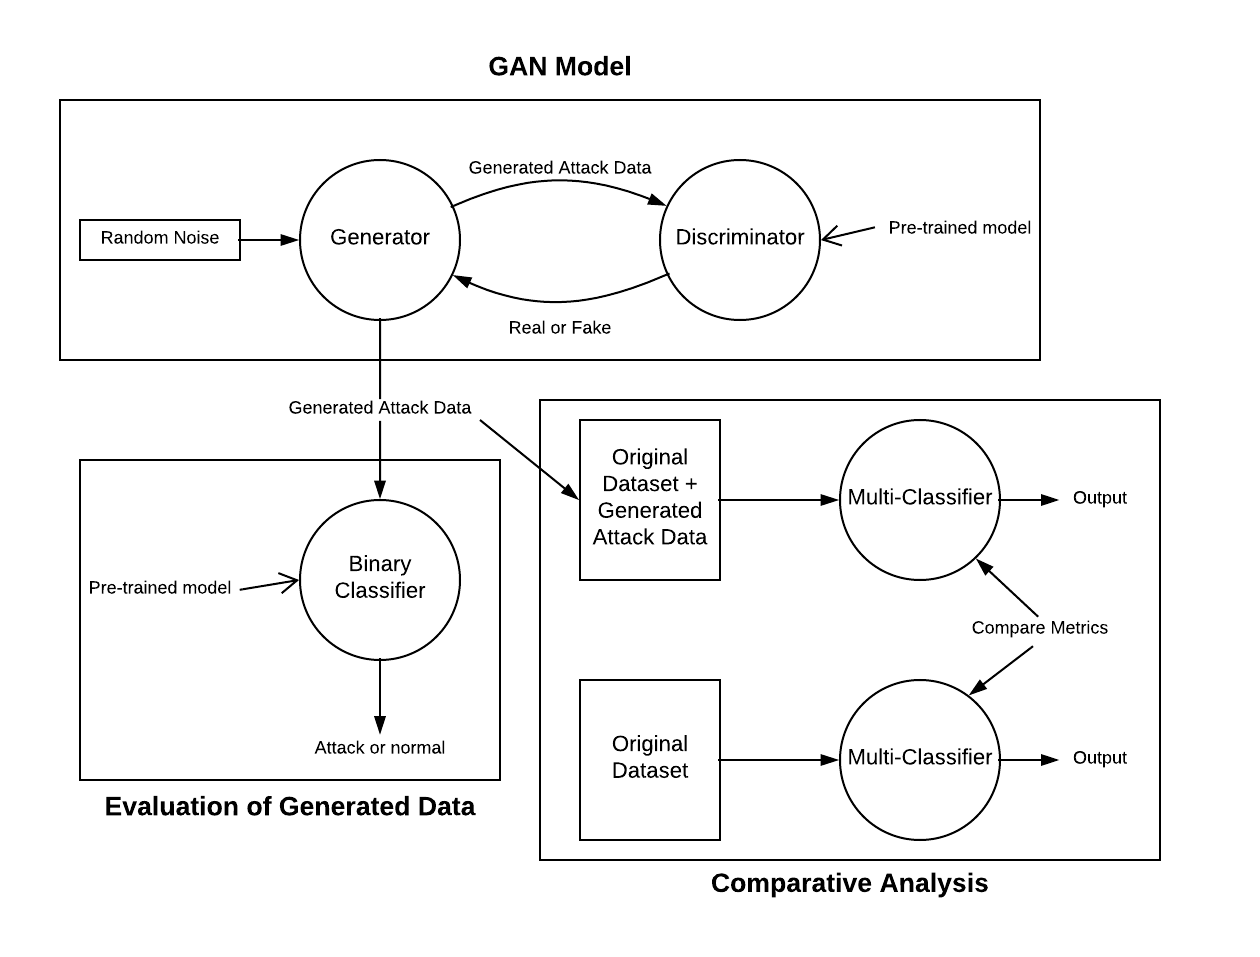 GAN Model
Generated Attack Data
Random Noise
Generator
Discriminator
Pre-trained model
Real or Fake
Generated Attack Data
Original
Dataset +
Generated
Attack Data
Multi-Classifier
Output
Binary
Classifier
Pre-trained model
Compare Metrics
Attack or normal
Original
Dataset
Multi-Classifier
Output
Evaluation of Generated Data
Comparative Analysis